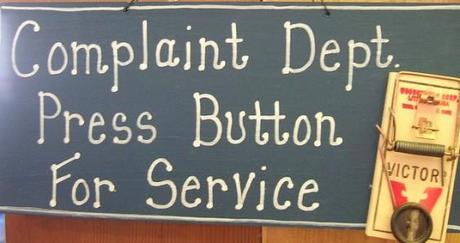 Complaint Dept.
Press Button
For Service
VICTOR